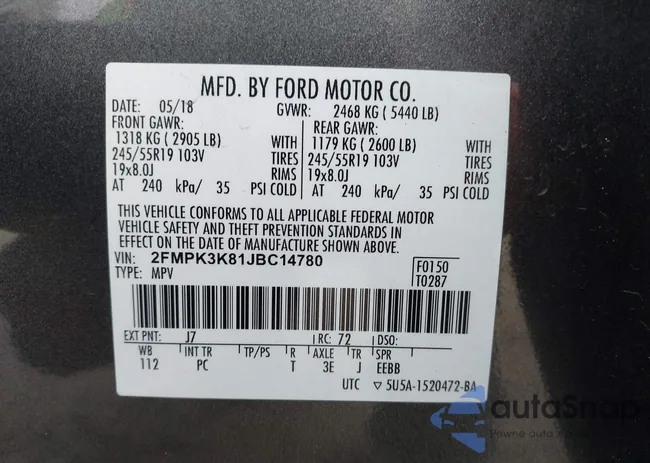 MFD. BY FORD MOTOR CO.
DATE: 05/18 GVWR: 2468 KG ( 5440 LB)
FRONT GAWR: REAR GAWR:
1318 KG ( 2905 LB) WITH 1179 KG ( 2600 LB) WITH
245/55R19 103V TIRES 245/55R19 103V TIRES
19x8.0J RIMS 19x8.0J RIMS
AT 240 kPa/ 35 PSI COLD AT 240 kPa/ 35 PSI COLD
THIS VEHICLE CONFORMS TO ALL APPLICABLE FEDERAL MOTOR
VEHICLE SAFETY AND THEFT PREVENTION STANDARDS IN
EFFECT ON THE DATE OF MANUFACTURE SHOWN ABOVE.
VIN: 2FMPK3K81JBC14780 F0150
TYPE: MPV T0287
EXT PNT: J7 RC: 72 DSO:
WB INT TR TP/PS R AXLE TR SPR
112 PC T 3E J EEBB
UTC ▽ 5U5A-1520472-BA
autoSnap
Pewne auto z